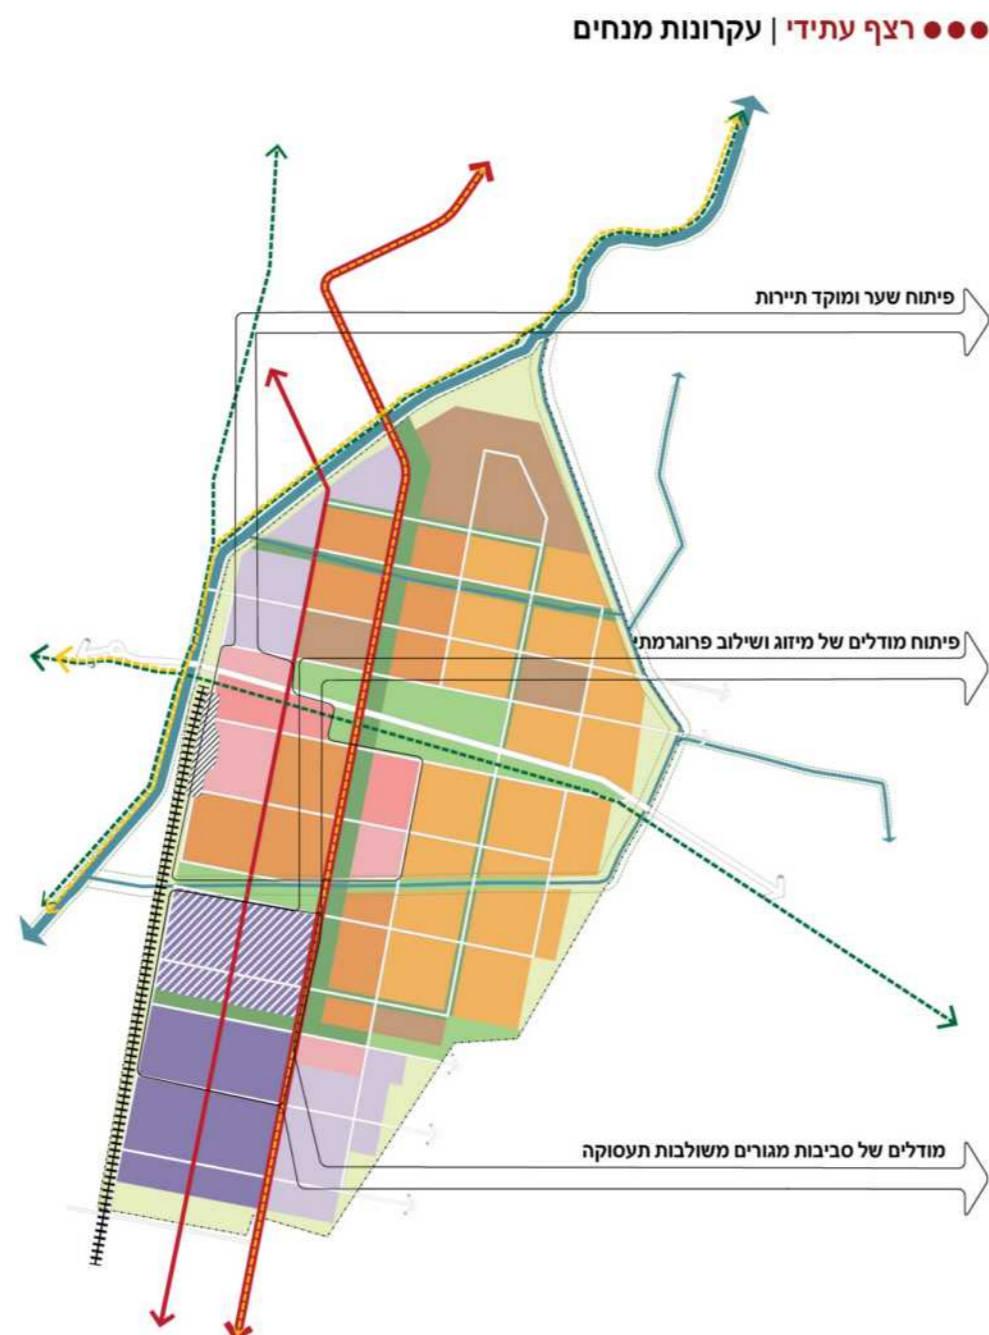 ●●● רצף עתידי | עקרונות מנחים
פיתוח שער ומוקד תיירות
פיתוח מודלים של מיזוג ושילוב פרוגרמתי
מודלים של סביבות מגורים משולבות תעסוקה